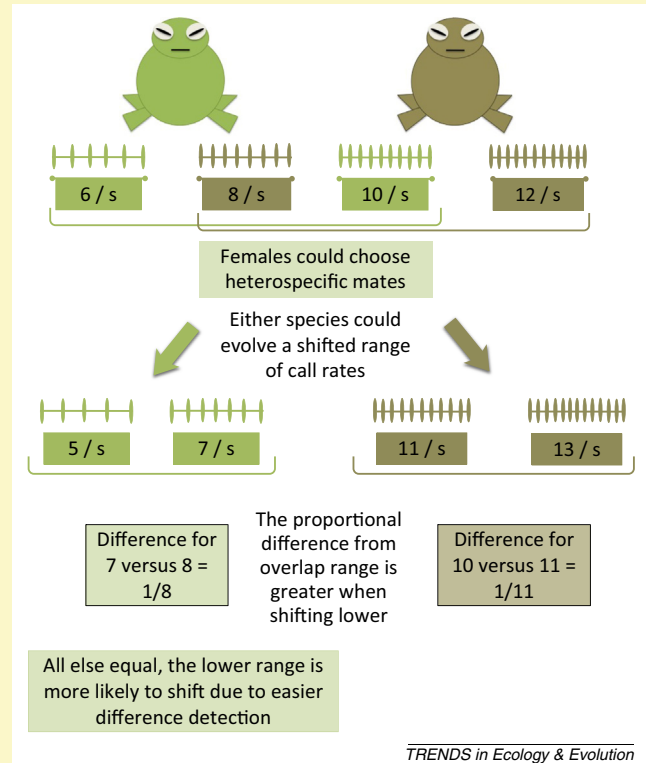 6 / s
8 / s
10 / s
12 / s
Females could choose
heterospecific mates
Either species could
evolve a shifted range
of call rates
5 / s
7 / s
11 / s
13 / s
Difference for
7 versus 8 =
1/8
The proportional
difference from
overlap range is
greater when
shifting lower
Difference for
10 versus 11 =
1/11
All else equal, the lower range is
more likely to shift due to easier
difference detection
TRENDS in Ecology & Evolution